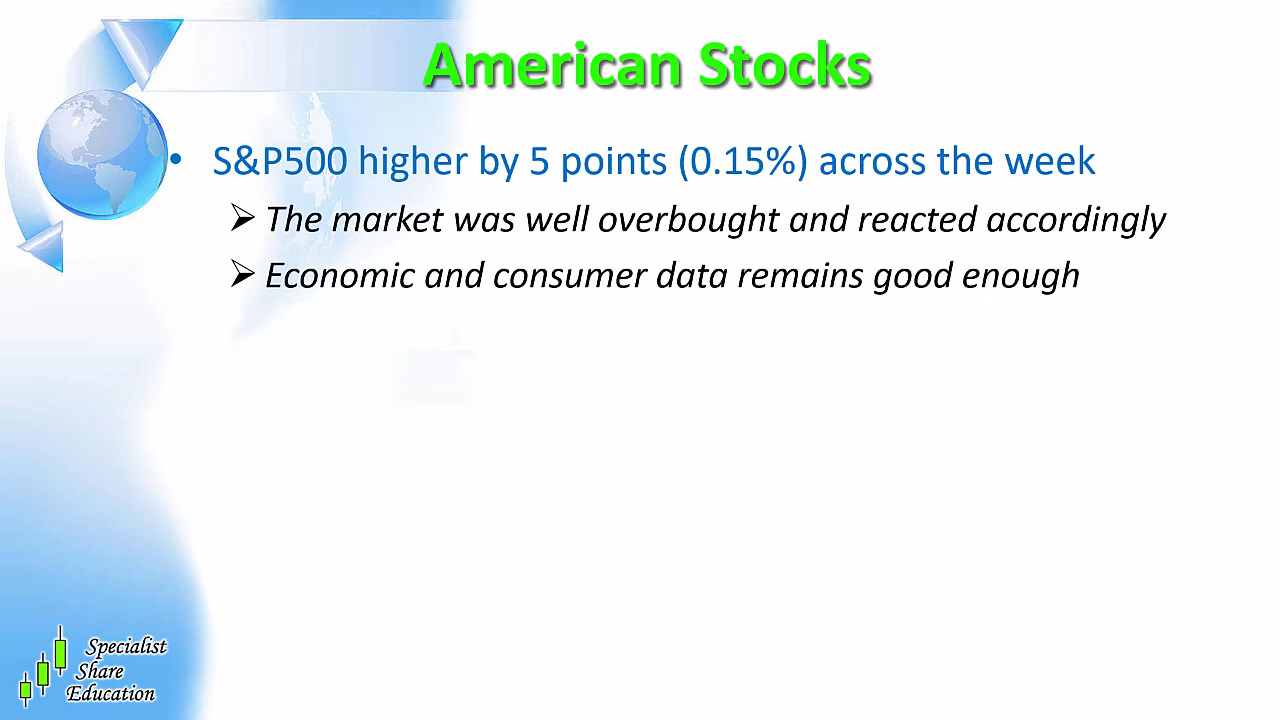 American Stocks
• S&P500 higher by 5 points (0.15%) across the week
➢ The market was well overbought and reacted accordingly
➢ Economic and consumer data remains good enough
Specialist
Share
Education